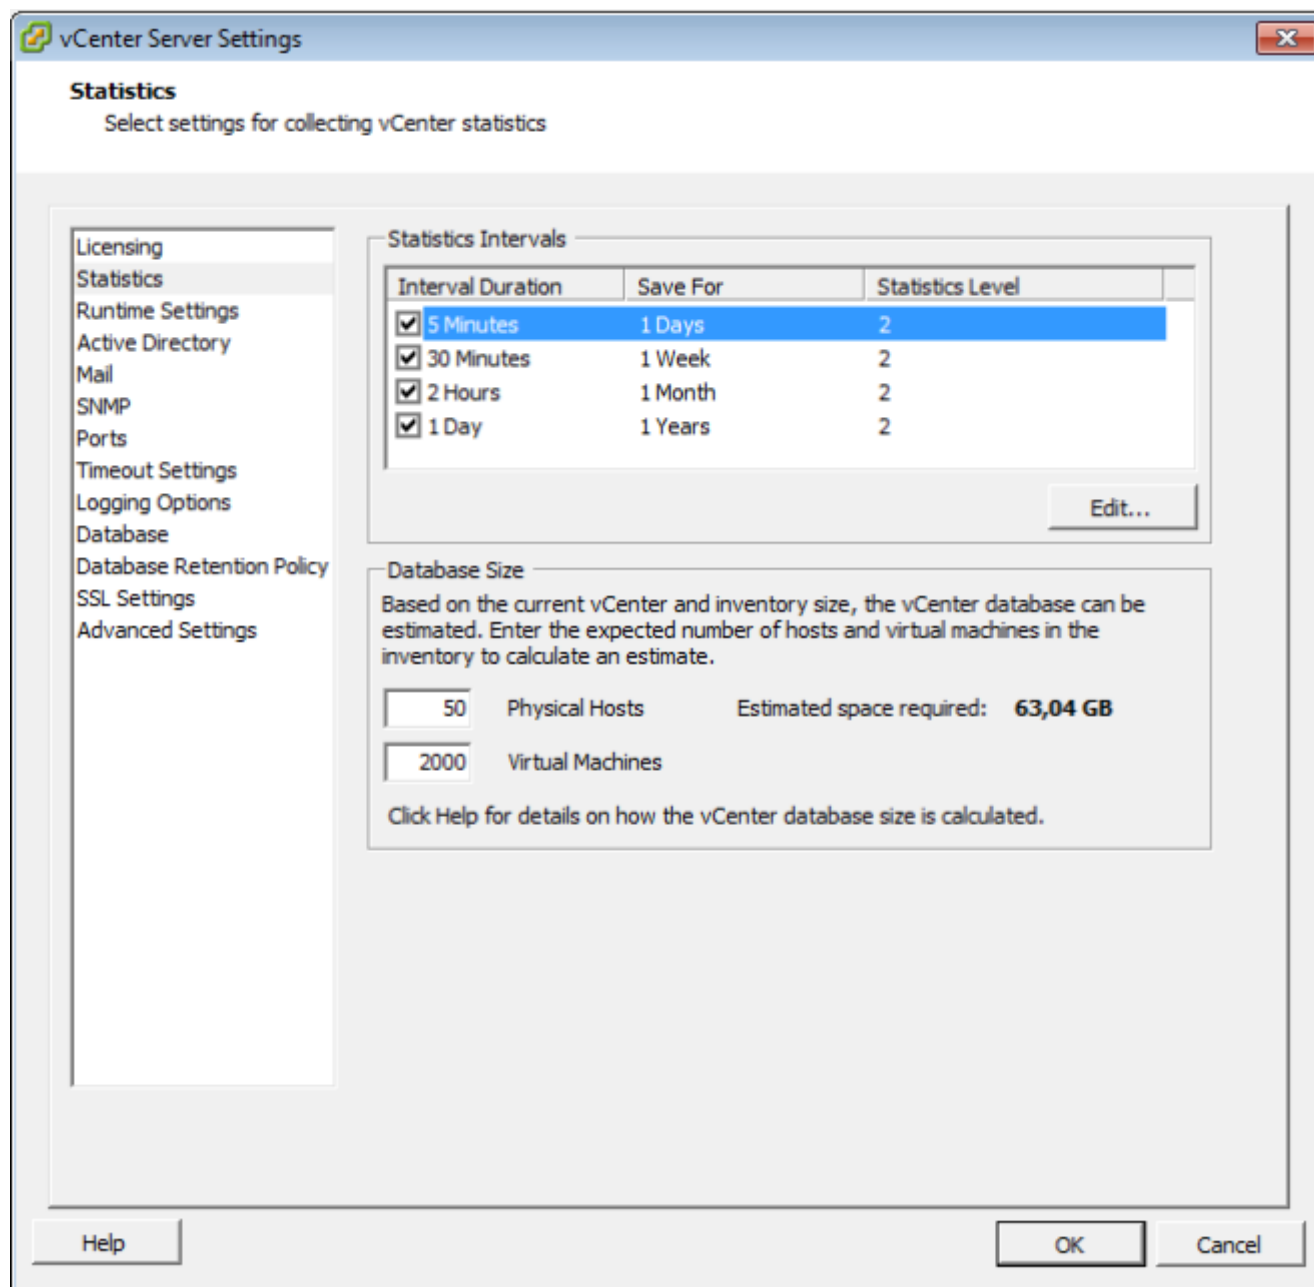 vCenter Server Settings
Statistics
Select settings for collecting vCenter statistics
Licensing
Statistics
Runtime Settings
Active Directory
Mail
SNMP
Ports
Timeout Settings
Logging Options
Database
Database Retention Policy
SSL Settings
Advanced Settings
Statistics Intervals
Interval Duration Save For Statistics Level
5 Minutes 1 Days 2
30 Minutes 1 Week 2
2 Hours 1 Month 2
1 Day 1 Years 2
Edit...
Database Size
Based on the current vCenter and inventory size, the vCenter database can be
estimated. Enter the expected number of hosts and virtual machines in the
inventory to calculate an estimate.
50 Physical Hosts Estimated space required: 63,04 GB
2000 Virtual Machines
Click Help for details on how the vCenter database size is calculated.
Help OK Cancel